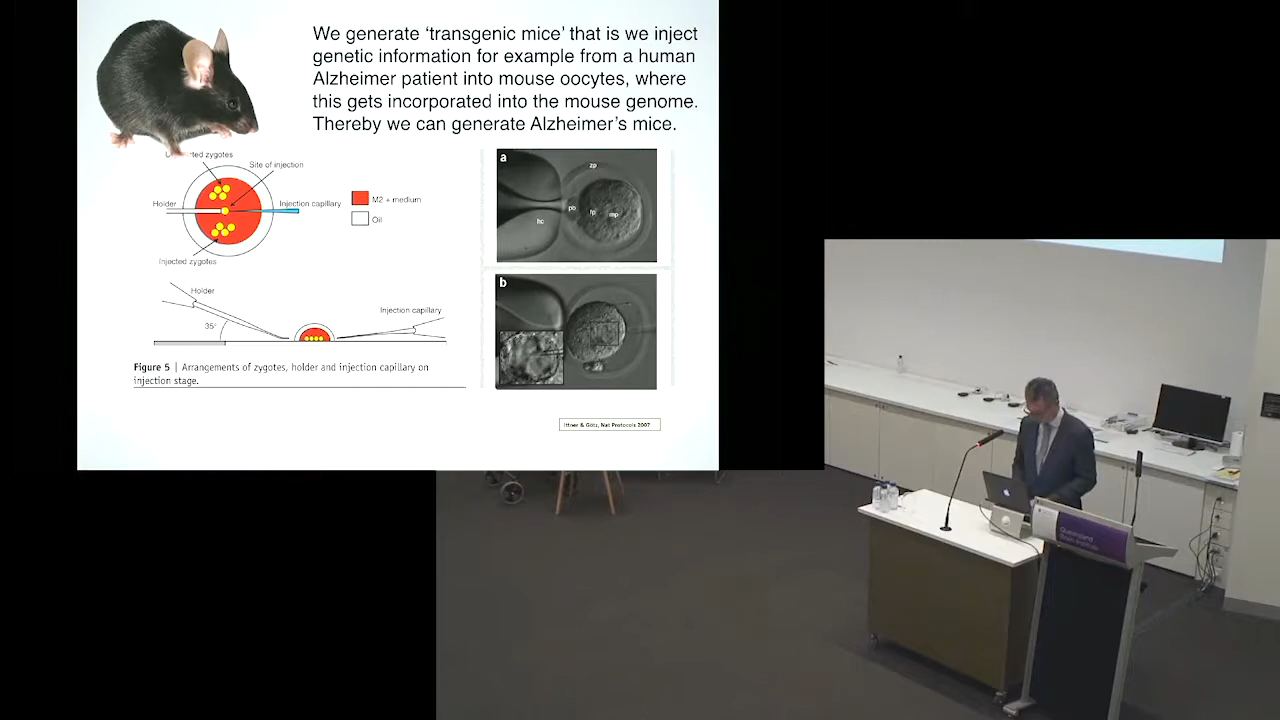 We generate ‘transgenic mice’ that is we inject
genetic information for example from a human
Alzheimer patient into mouse oocytes, where
this gets incorporated into the mouse genome.
Thereby we can generate Alzheimer’s mice.
zygotes
Site of injection
Holder
Injection capillary
M2 + medium
Oil
Injected zygotes
Holder
Injection capillary
35°
Figure 5 | Arrangements of zygotes, holder and injection capillary on
injection stage.
a
zp
pb
fp
mp
hc
b
Ittner & Götz, Nat Protocols 2007
Queensland
Brain Institute